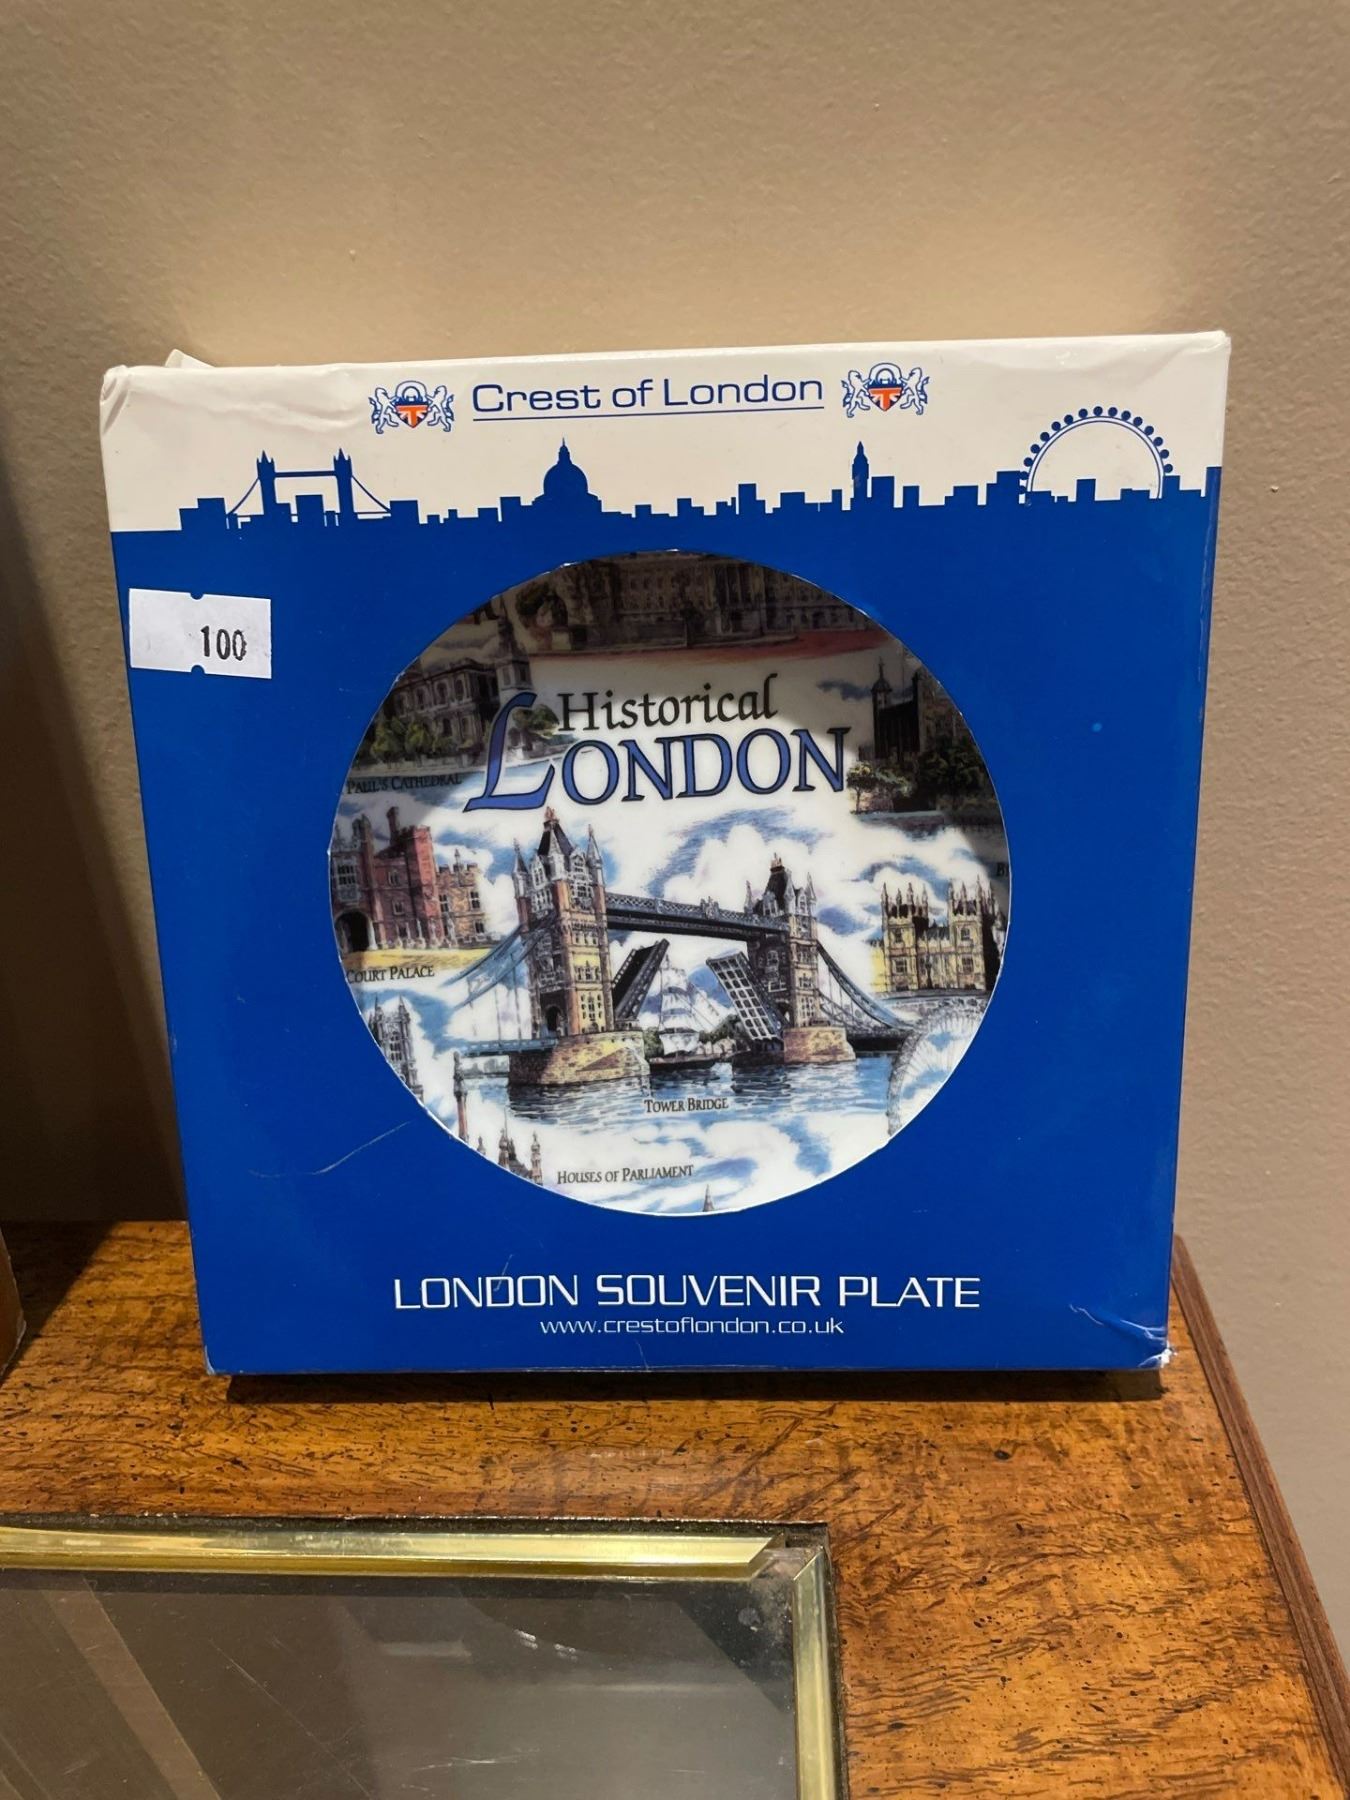 Crest of London
100
Historical
LONDON
PAUL'S CATHEDRAL
COURT PALACE
TOWER BRIDGE
HOUSES OF PARLIAMENT
LONDON SOUVENIR PLATE
www.crestoflondon.co.uk